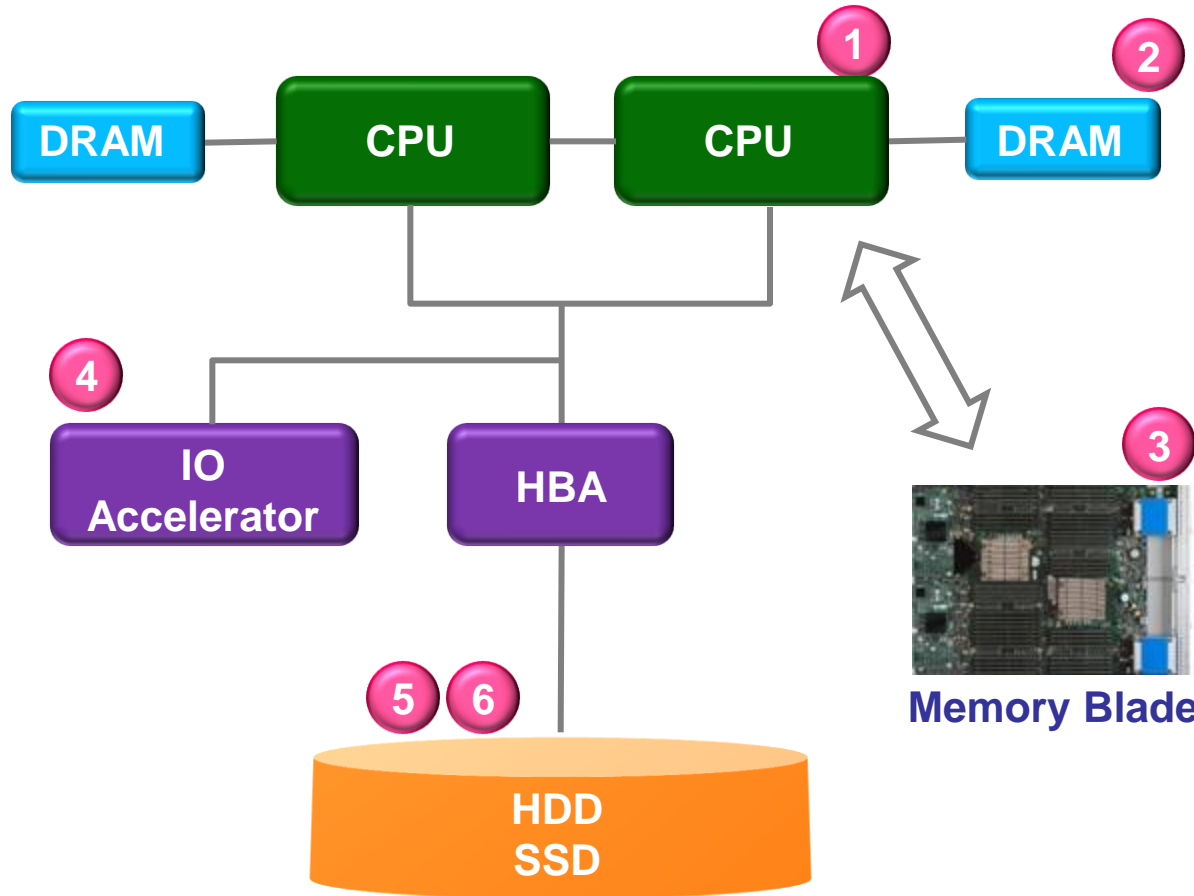 1
2
DRAM
CPU
CPU
DRAM
4
IO
Accelerator
HBA
3
Memory Blade
5
6
HDD
SSD